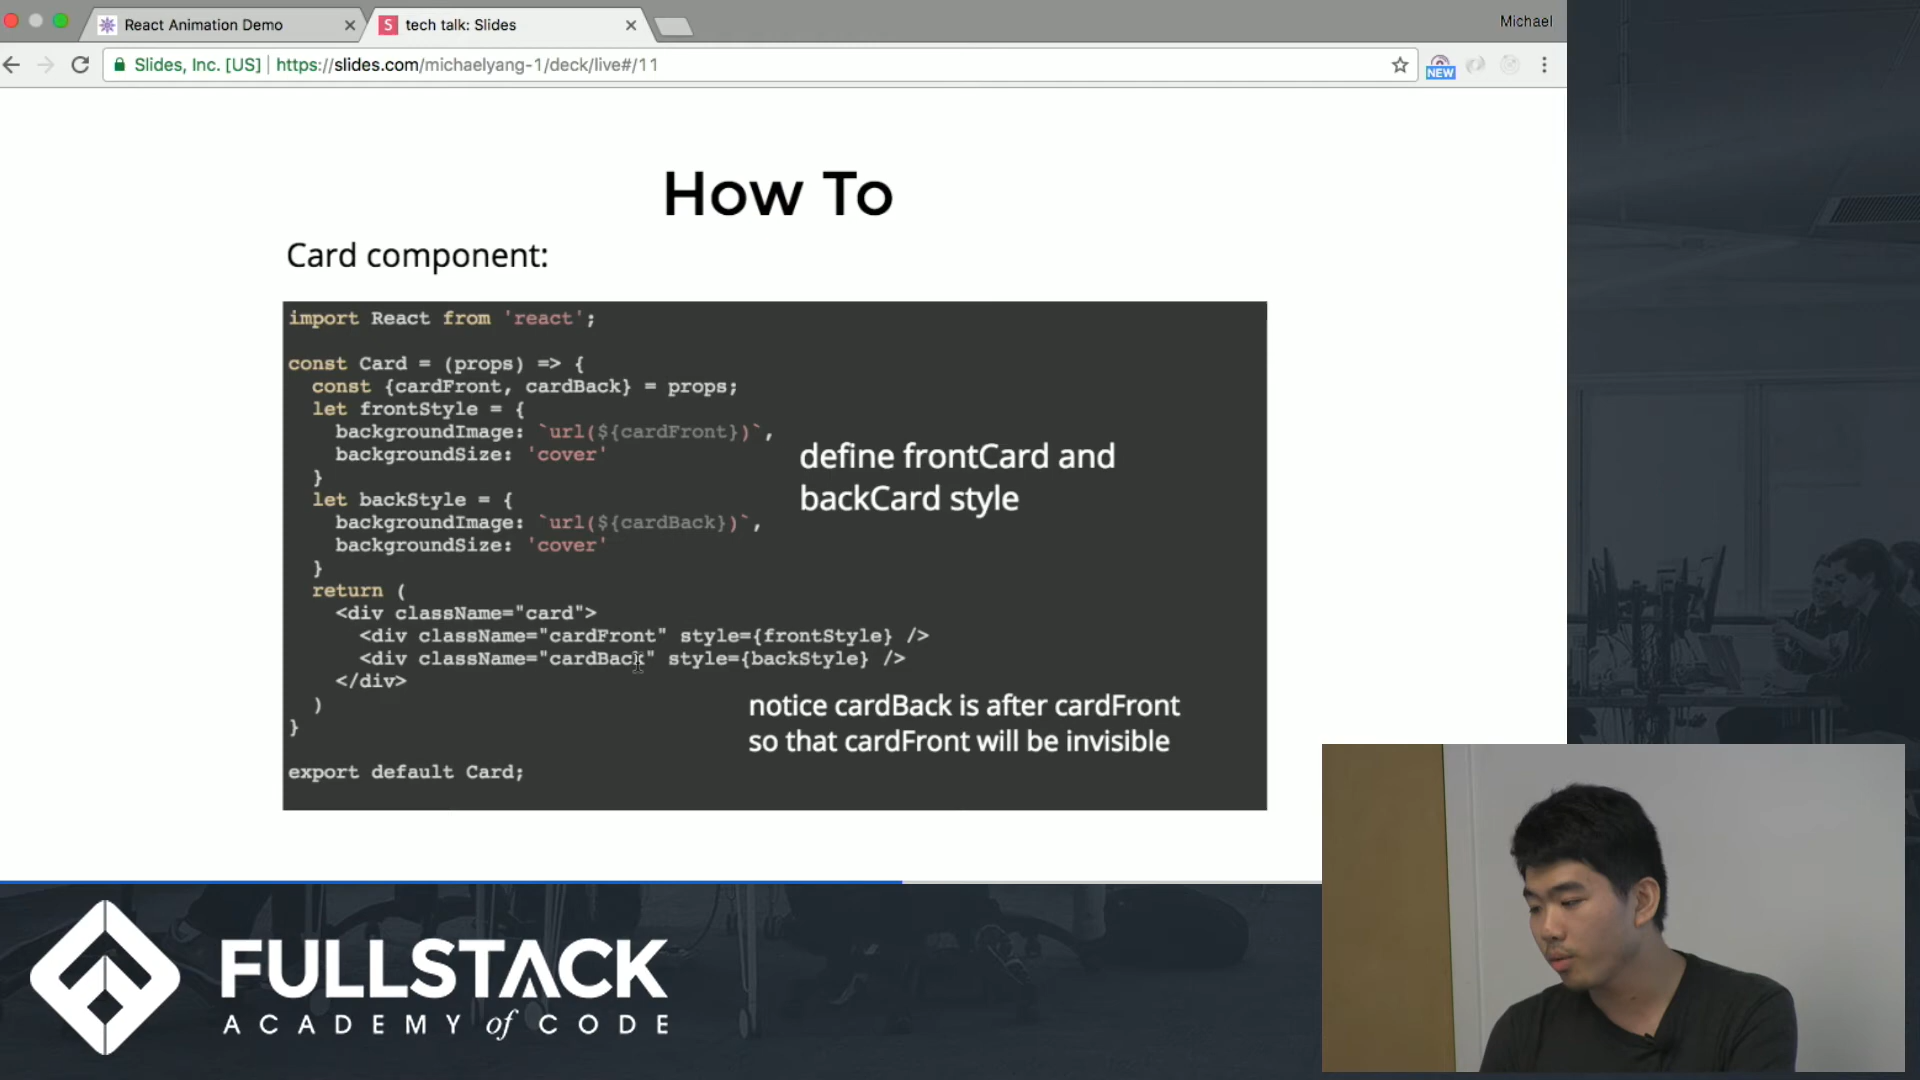 React Animation Demo
S tech talk: Slides
Michael
Slides, Inc. [US] | https://slides.com/michaelyang-1/deck/live#/11
NEW
How To
Card component:
import React from 'react';
const Card = (props) => {
const {cardFront, cardBack} = props;
let frontStyle = {
backgroundImage: `url(${cardFront})`,
backgroundSize: 'cover'
}
let backStyle = {
backgroundImage: `url(${cardBack})`,
backgroundSize: 'cover'
}
return (
<div className="card">
<div className="cardFront" style={frontStyle} />
<div className="cardBack" style={backStyle} />
</div>
)
}
export default Card;
define frontCard and
backCard style
notice cardBack is after cardFront
so that cardFront will be invisible
FULLSTACK
ACADEMY of CODE